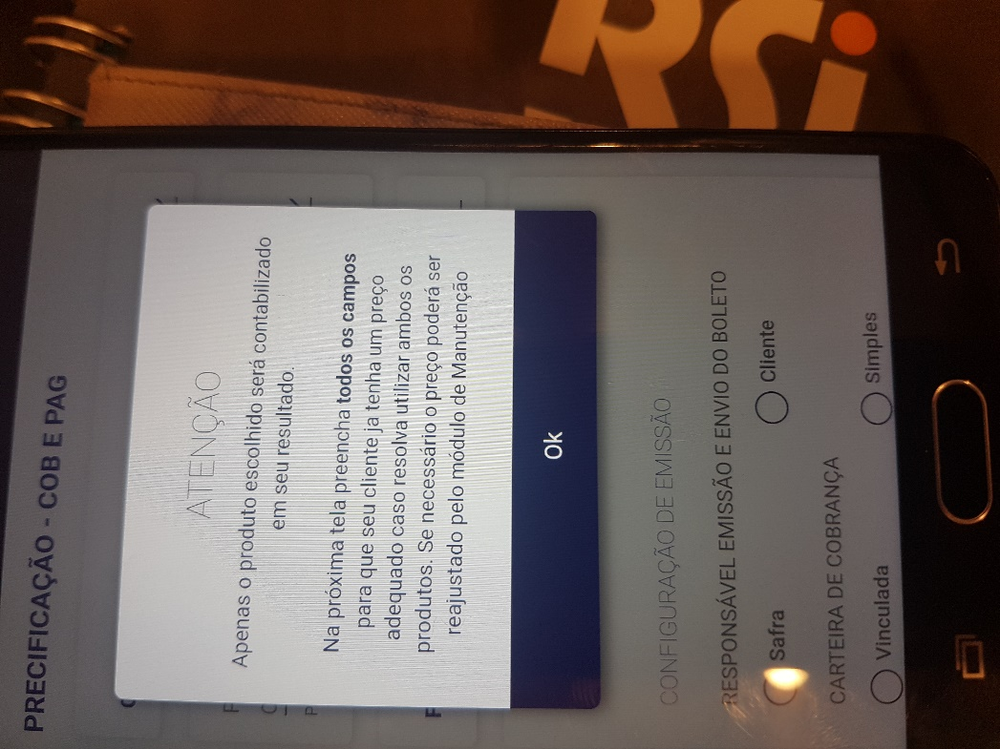 RSi
PRECIFICAÇÃO - COB E PAG
ATENÇÃO
Apenas o produto escolhido será contabilizado
em seu resultado.
Na próxima tela preencha todos os campos
para que seu cliente ja tenha um preço
adequado caso resolva utilizar ambos os
produtos. Se necessário o preço poderá ser
reajustado pelo módulo de Manutenção
Ok
CONFIGURAÇÃO DE EMISSÃO
RESPONSÁVEL EMISSÃO E ENVIO DO BOLETO
Safra
Cliente
CARTEIRA DE COBRANÇA
Vinculada
Simples